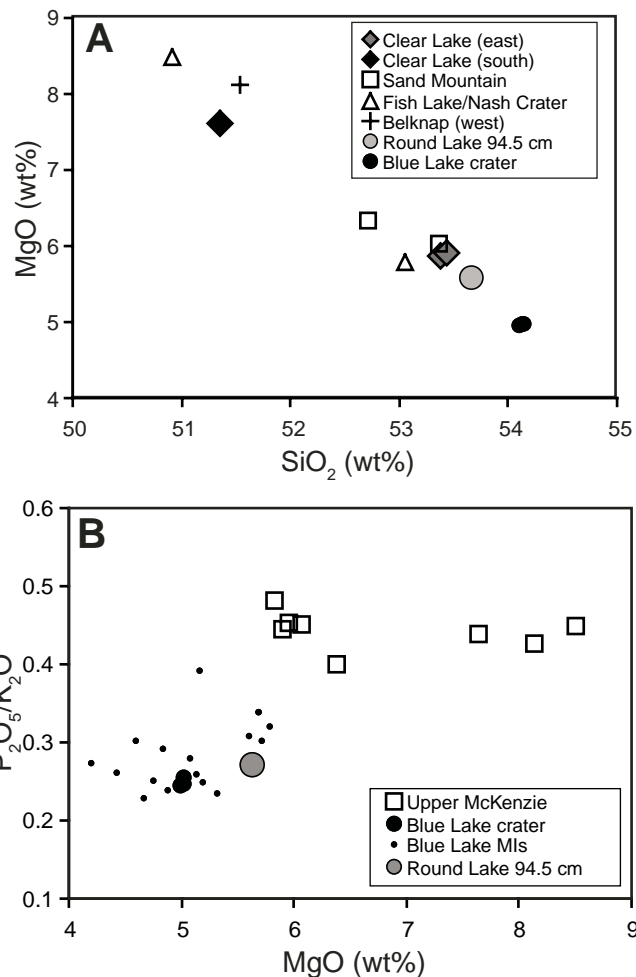 A
9
8
7
6
5
4
MgO (wt%)
Clear Lake (east)
Clear Lake (south)
Sand Mountain
Fish Lake/Nash Crater
Belknap (west)
Round Lake 94.5 cm
Blue Lake crater
50 51 52 53 54 55
SiO2 (wt%)
B
0.6
0.5
0.4
0.3
0.2
0.1
P2O5/K2O
Upper McKenzie
Blue Lake crater
Blue Lake MIs
Round Lake 94.5 cm
4 5 6 7 8 9
MgO (wt%)